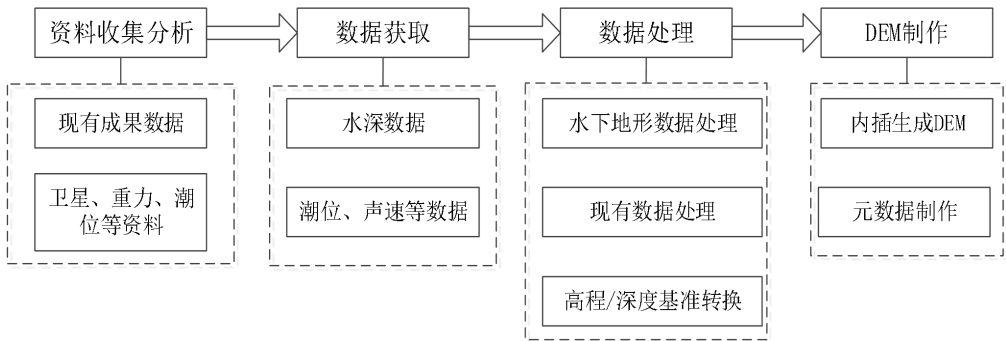 资料收集分析
数据获取
数据处理
DEM制作
现有成果数据
卫星、重力、潮
位等资料
水深数据
潮位、声速等数据
水下地形数据处理
现有数据处理
高程/深度基准转换
内插生成DEM
元数据制作